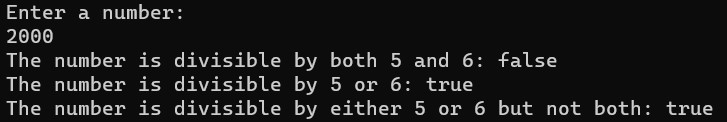 Enter a number:
2000
The number is divisible by both 5 and 6: false
The number is divisible by 5 or 6: true
The number is divisible by either 5 or 6 but not both: true